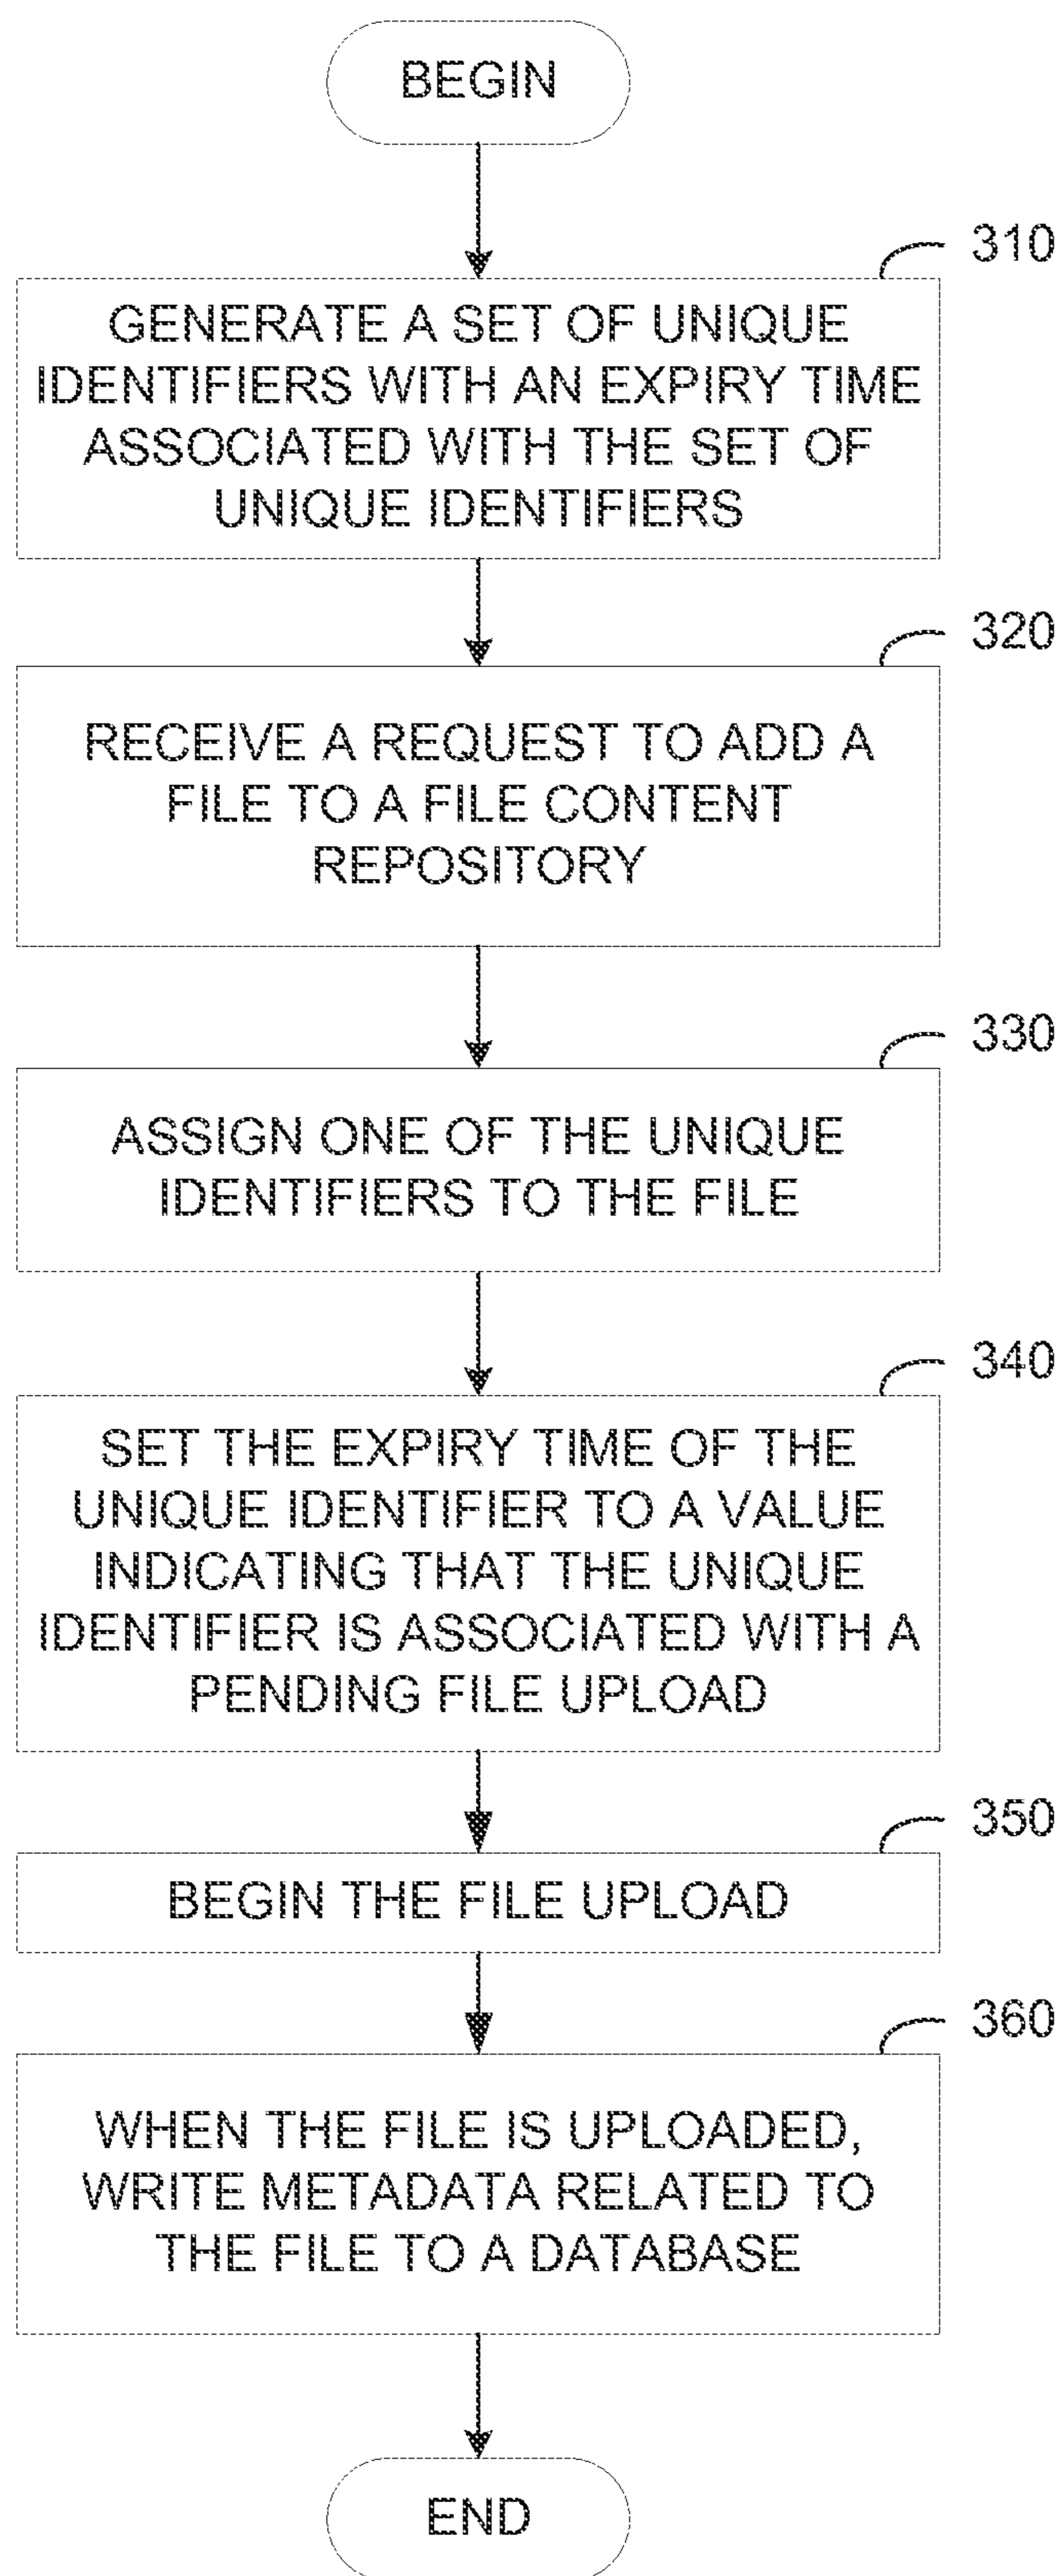 BEGIN
310
GENERATE A SET OF UNIQUE
IDENTIFIERS WITH AN EXPIRY TIME
ASSOCIATED WITH THE SET OF
UNIQUE IDENTIFIERS
320
RECEIVE A REQUEST TO ADD A
FILE TO A FILE CONTENT
REPOSITORY
330
ASSIGN ONE OF THE UNIQUE
IDENTIFIERS TO THE FILE
340
SET THE EXPIRY TIME OF THE
UNIQUE IDENTIFIER TO A VALUE
INDICATING THAT THE UNIQUE
IDENTIFIER IS ASSOCIATED WITH A
PENDING FILE UPLOAD
350
BEGIN THE FILE UPLOAD
360
WHEN THE FILE IS UPLOADED,
WRITE METADATA RELATED TO
THE FILE TO A DATABASE
END